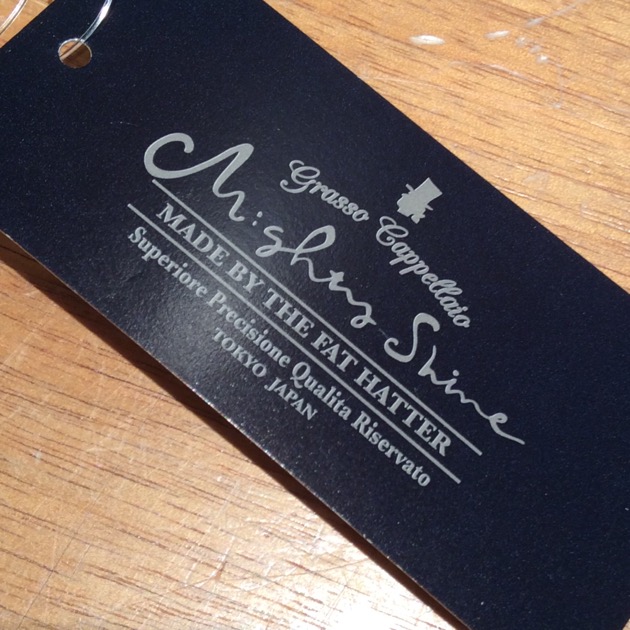 Grasso Cappellaio
Mighty Shine
MADE BY THE FAT HATTER
Superiore Precisione Qualita Riservato
TOKYO JAPAN